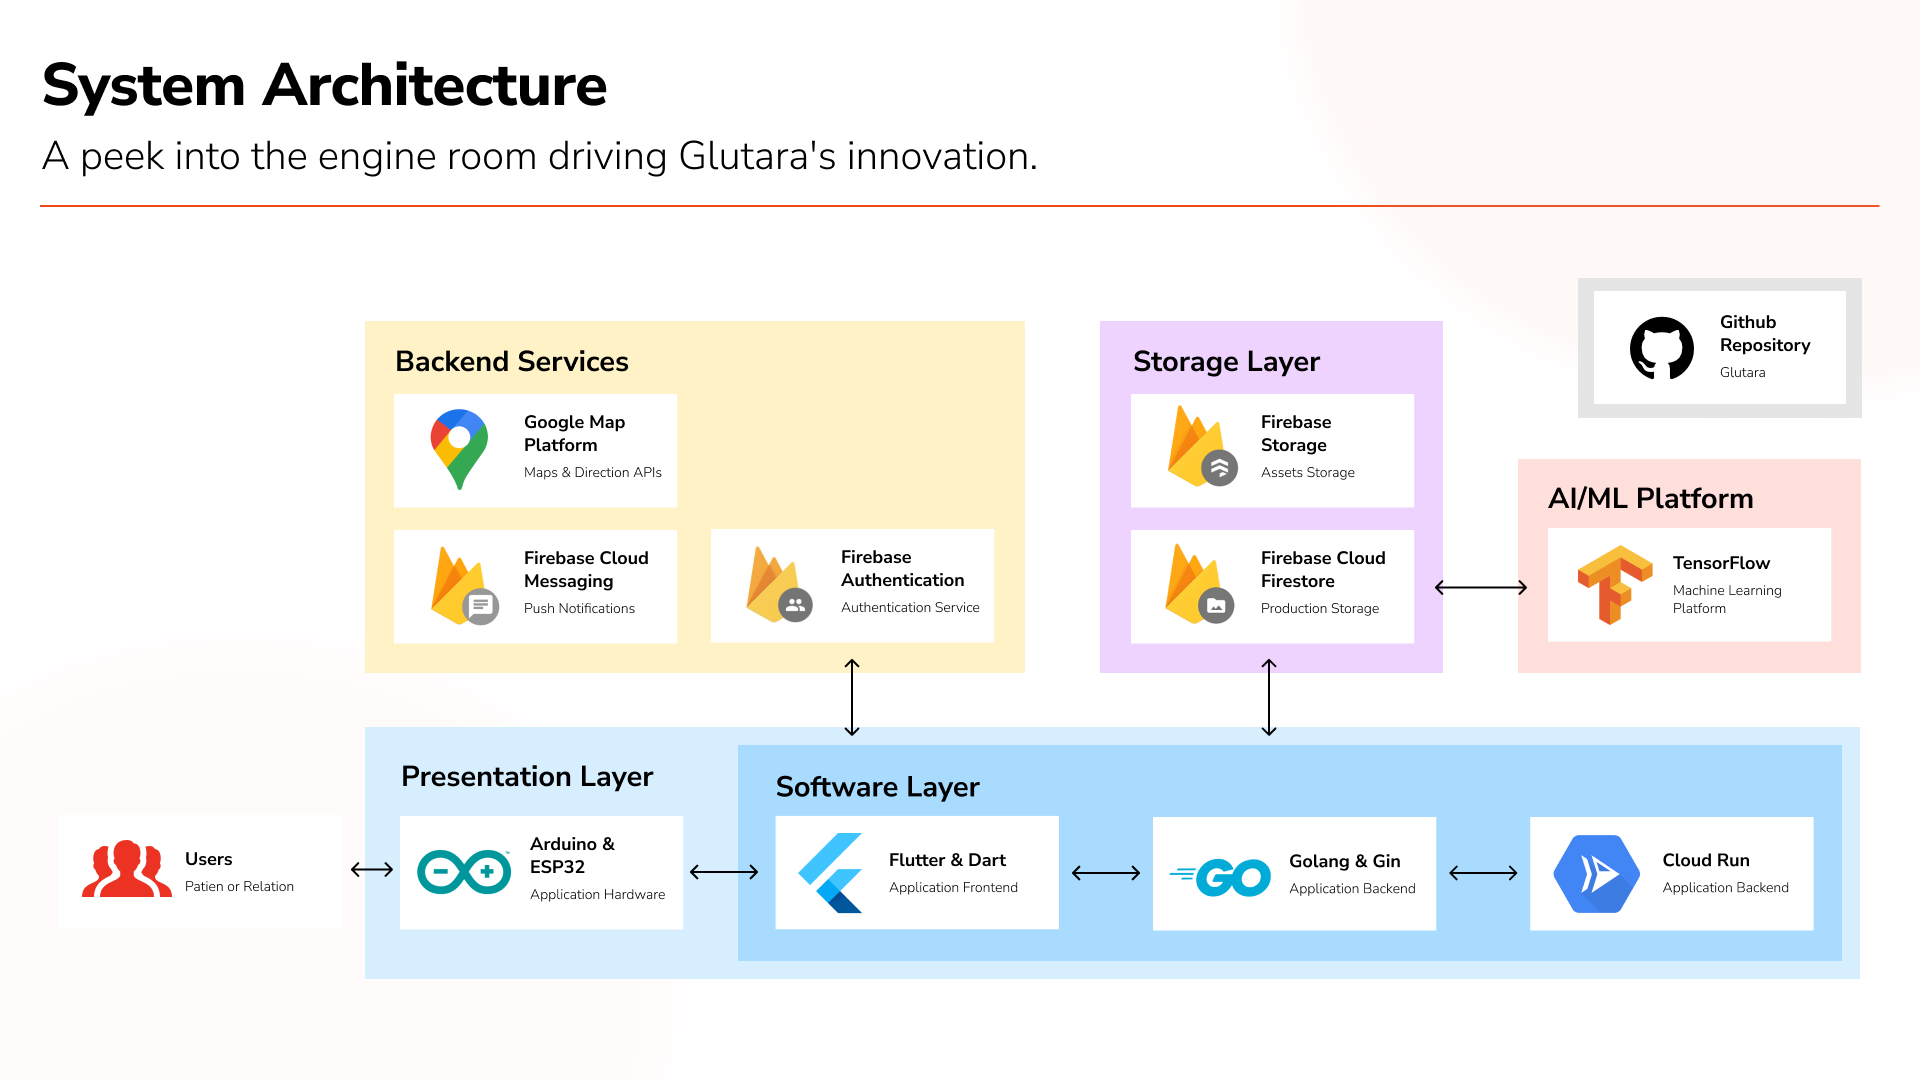 System Architecture
A peek into the engine room driving Glutara's innovation.
Github
Repository
Glutara
Backend Services
Google Map
Platform
Maps & Direction APIs
Firebase Cloud
Messaging
Push Notifications
Firebase
Authentication
Authentication Service
Storage Layer
Firebase
Storage
Assets Storage
Firebase Cloud
Firestore
Production Storage
AI/ML Platform
TensorFlow
Machine Learning
Platform
Users
Patien or Relation
Presentation Layer
Arduino &
ESP32
Application Hardware
Software Layer
Flutter & Dart
Application Frontend
GO
Golang & Gin
Application Backend
Cloud Run
Application Backend